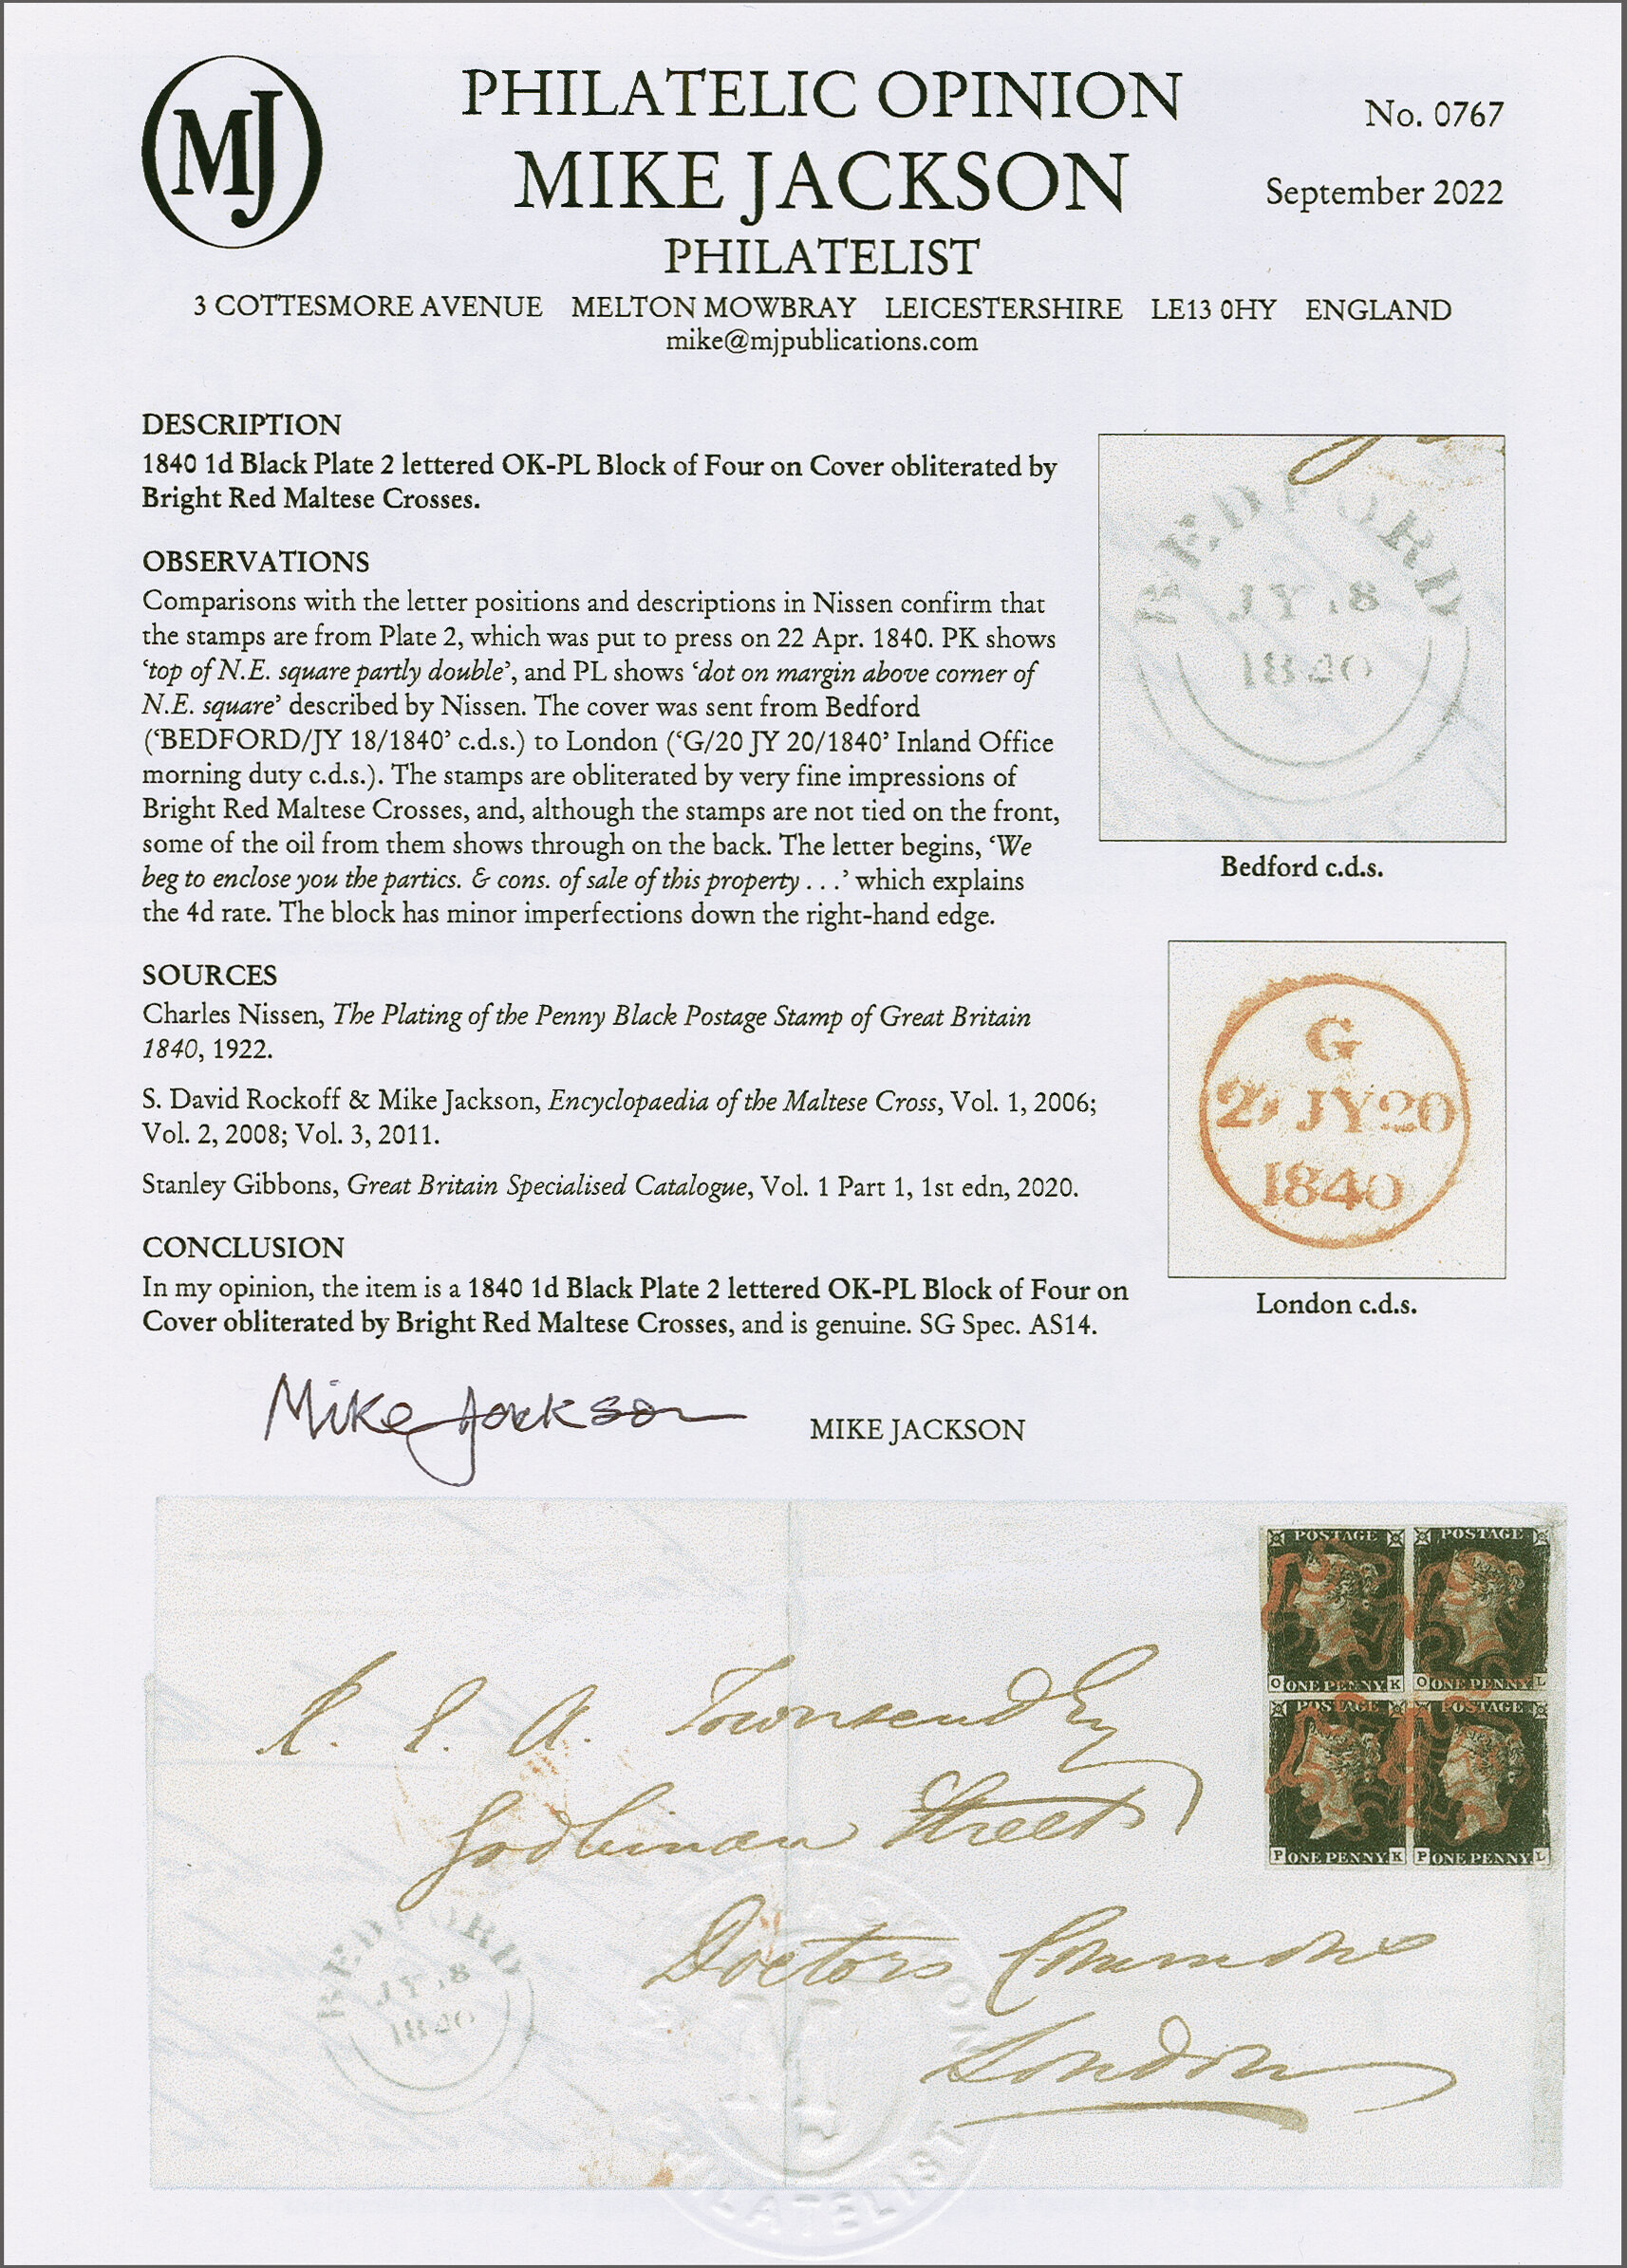 MJ
PHILATELIC OPINION
MIKE JACKSON
PHILATELIST
No. 0767
September 2022
3 COTTESMORE AVENUE MELTON MOWBRAY LEICESTERSHIRE LE13 0HY ENGLAND
mike@mjpublications.com
DESCRIPTION
1840 1d Black Plate 2 lettered OK-PL Block of Four on Cover obliterated by
Bright Red Maltese Crosses.
OBSERVATIONS
Comparisons with the letter positions and descriptions in Nissen confirm that
the stamps are from Plate 2, which was put to press on 22 Apr. 1840. PK shows
‘top of N.E. square partly double’, and PL shows ‘dot on margin above corner of
N.E. square’ described by Nissen. The cover was sent from Bedford
(‘BEDFORD/JY 18/1840’ c.d.s.) to London (‘G/20 JY 20/1840’ Inland Office
morning duty c.d.s.). The stamps are obliterated by very fine impressions of
Bright Red Maltese Crosses, and, although the stamps are not tied on the front,
some of the oil from them shows through on the back. The letter begins, ‘We
beg to enclose you the partics. & cons. of sale of this property . . .’ which explains
the 4d rate. The block has minor imperfections down the right-hand edge.
SOURCES
Charles Nissen, The Plating of the Penny Black Postage Stamp of Great Britain
1840, 1922.
S. David Rockoff & Mike Jackson, Encyclopaedia of the Maltese Cross, Vol. 1, 2006;
Vol. 2, 2008; Vol. 3, 2011.
Stanley Gibbons, Great Britain Specialised Catalogue, Vol. 1 Part 1, 1st edn, 2020.
CONCLUSION
In my opinion, the item is a 1840 1d Black Plate 2 lettered OK-PL Block of Four on
Cover obliterated by Bright Red Maltese Crosses, and is genuine. SG Spec. AS14.
Mike Jackson
MIKE JACKSON
BEDFORD
JY 18
1840
Bedford c.d.s.
G
JY 20
1840
London c.d.s.
POSTAGE POSTAGE
O ONE PENNY K O ONE PENNY L
POSTAGE POSTAGE
P ONE PENNY K P ONE PENNY L
A. Townsend Esq
Godliman Street
Doctors Commons
London
BEDFORD
JY 18
1840
PHILATELIST